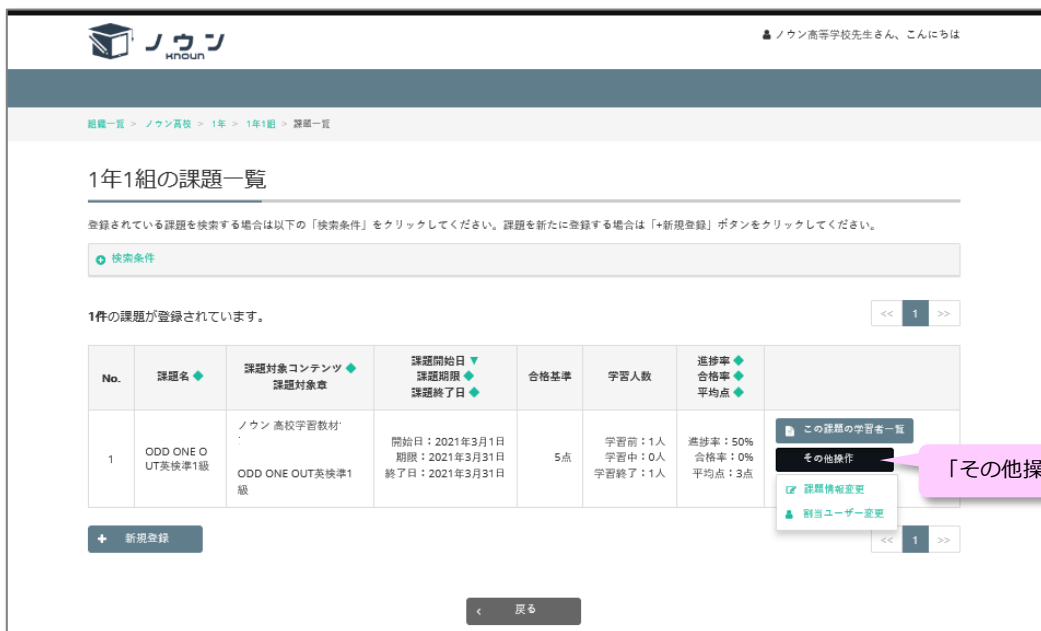 ノウン
KnoUn
ノウン高等学校先生さん、こんにちは
組織一覧 > ノウン高校 > 1年 > 1年1組 > 課題一覧
1年1組の課題一覧
登録されている課題を検索する場合は以下の「検索条件」をクリックしてください。課題を新たに登録する場合は「+新規登録」ボタンをクリックしてください。
検索条件
1件の課題が登録されています。
<< 1 >>
No.
課題名
課題対象コンテンツ
課題対象章
課題開始日▼
課題期限
課題終了日
合格基準
学習人数
進捗率
合格率
平均点
1
ODD ONE O
UT英検準1級
ノウン 高校学習教材
ODD ONE OUT英検準1
級
開始日:2021年3月1日
期限:2021年3月31日
終了日:2021年3月31日
5点
学習前:1人
学習中:0人
学習終了:1人
進捗率:50%
合格率:0%
平均点:3点
この課題の学習者一覧
その他操作
課題情報変更
割当ユーザー変更
「その他操
+ 新規登録
<< 1 >>
< 戻る